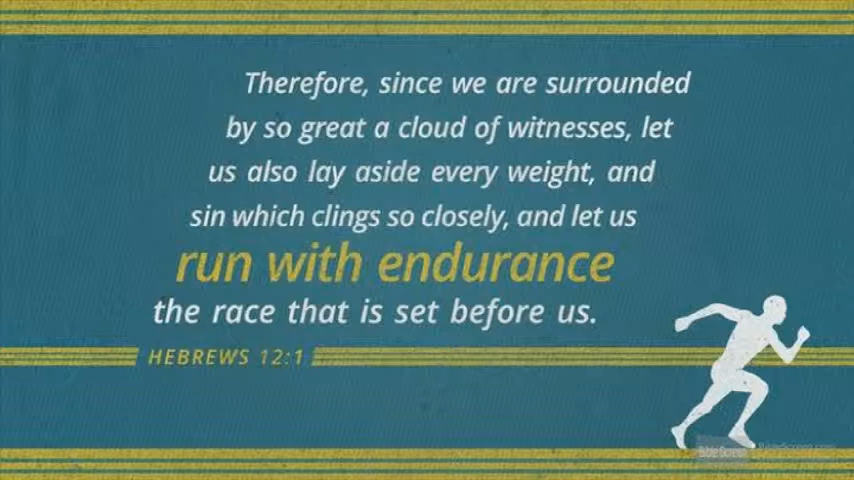 Therefore, since we are surrounded
by so great a cloud of witnesses, let
us also lay aside every weight, and
sin which clings so closely, and let us
run with endurance
the race that is set before us.
HEBREWS 12:1